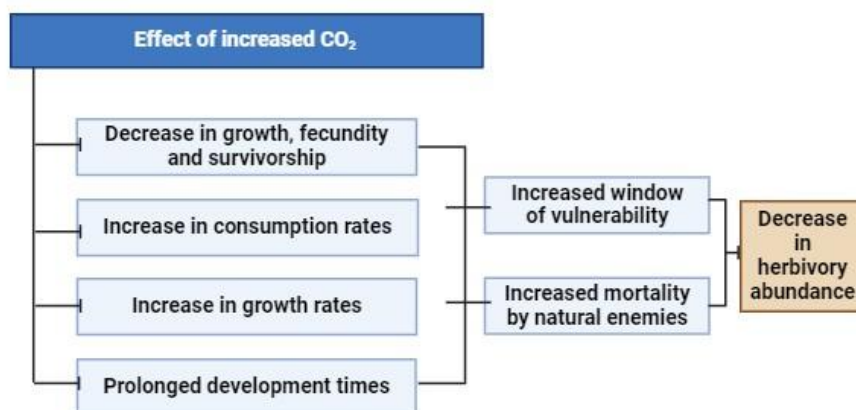 Effect of increased CO₂
Decrease in growth, fecundity
and survivorship
Increase in consumption rates
Increase in growth rates
Prolonged development times
Increased window
of vulnerability
Increased mortality
by natural enemies
Decrease
in
herbivory
abundance